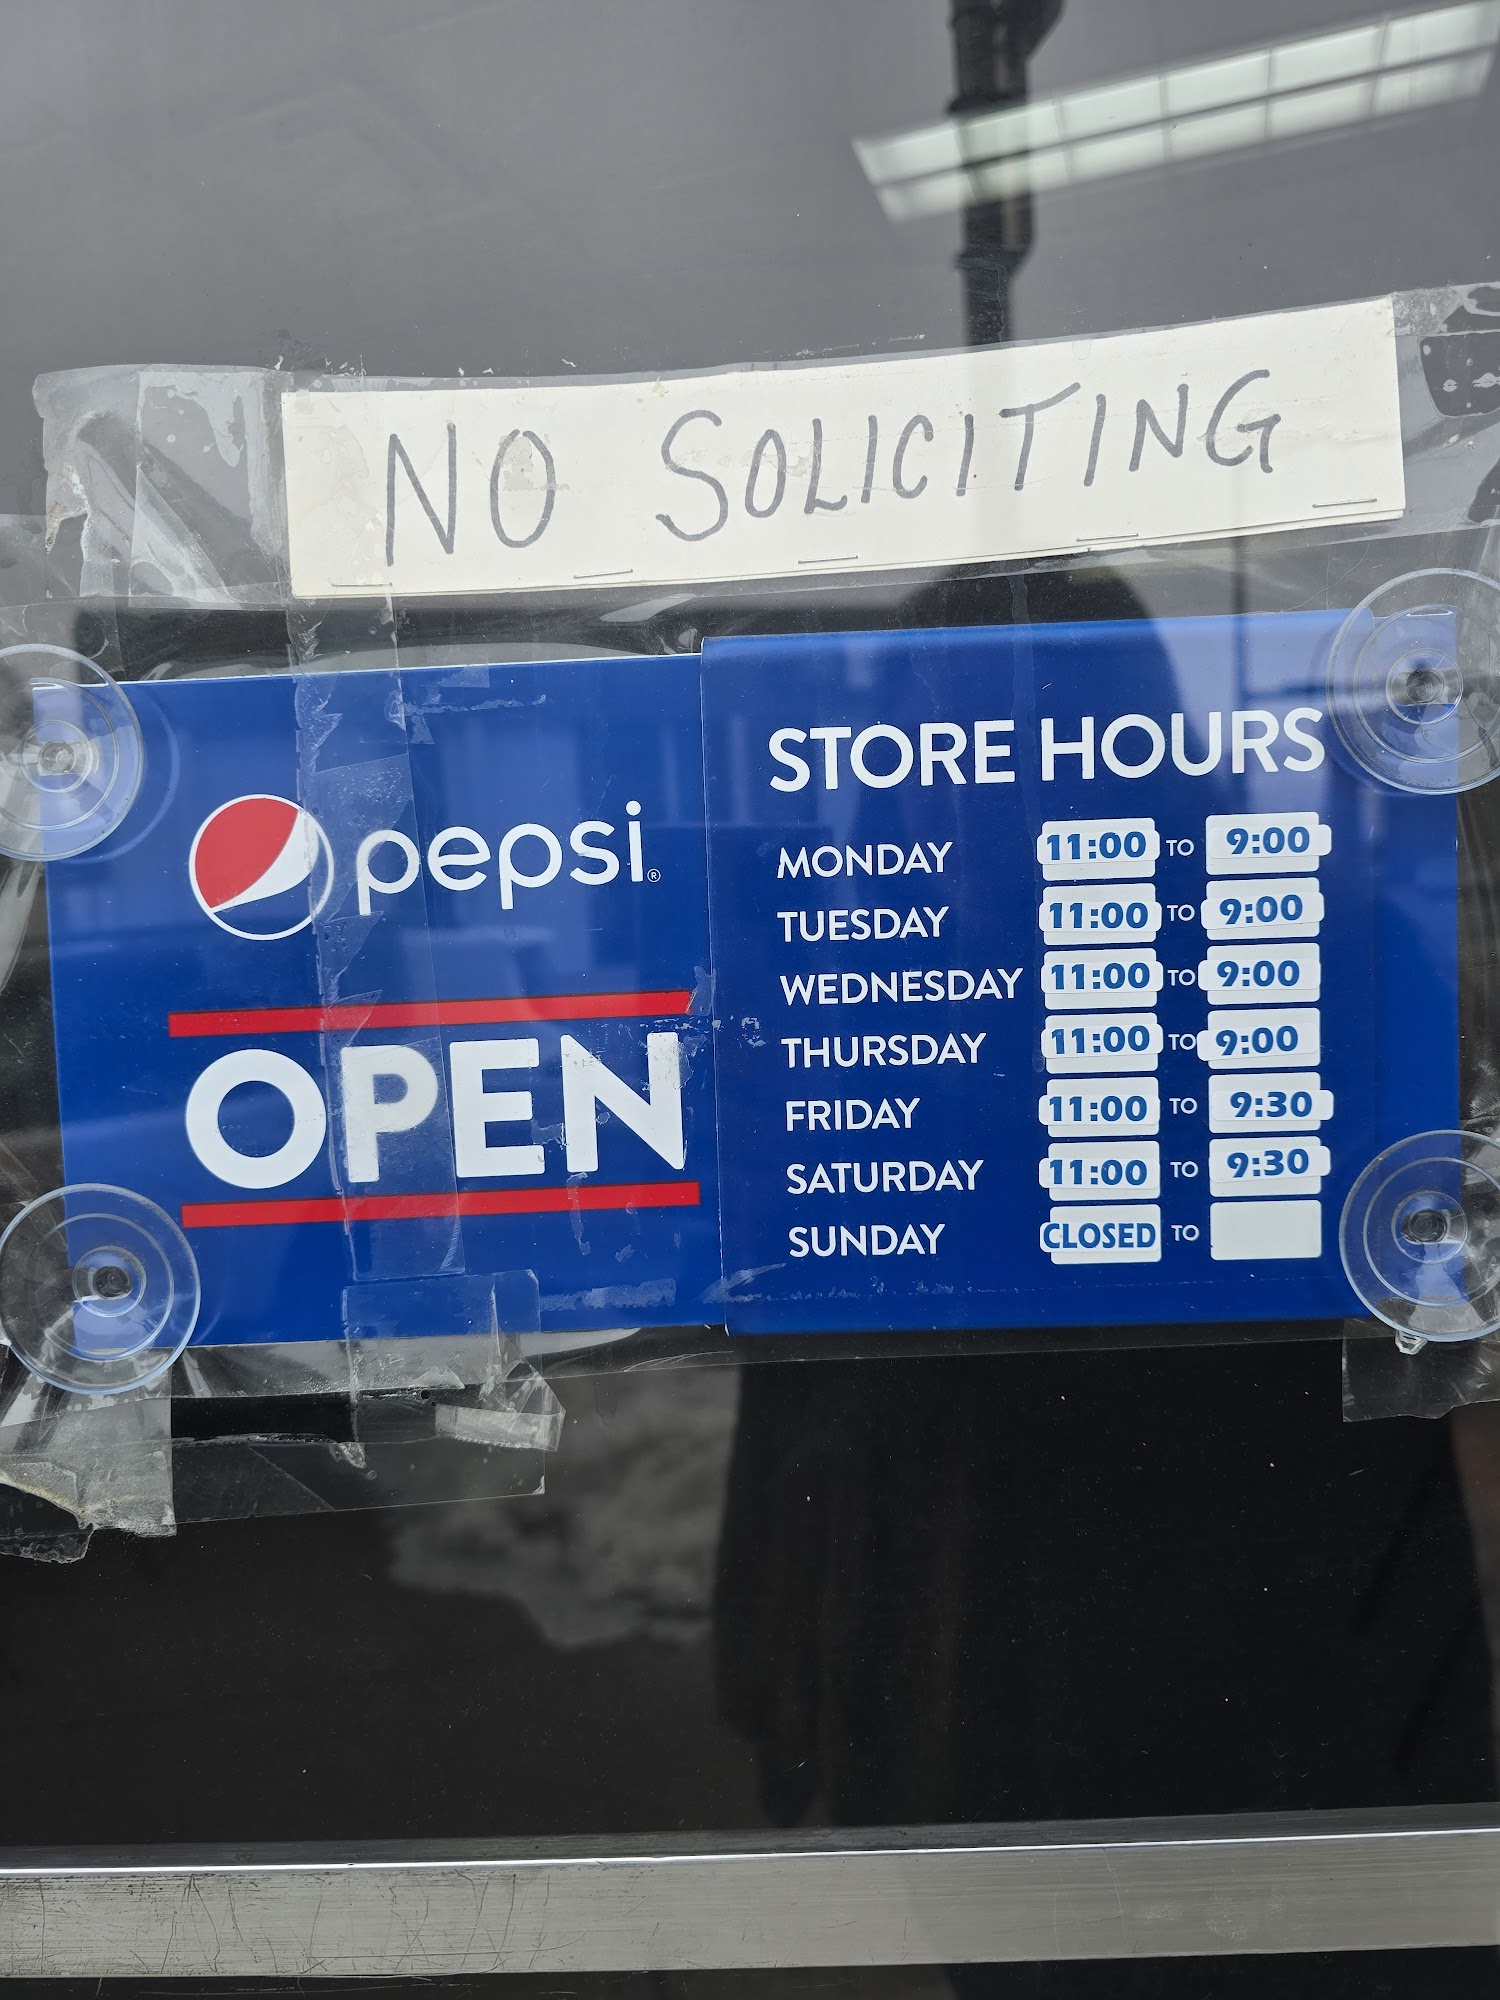 NO SOLICITING
pepsi®
OPEN
STORE HOURS
MONDAY 11:00 TO 9:00
TUESDAY 11:00 TO 9:00
WEDNESDAY 11:00 TO 9:00
THURSDAY 11:00 TO 9:00
FRIDAY 11:00 TO 9:30
SATURDAY 11:00 TO 9:30
SUNDAY CLOSED TO